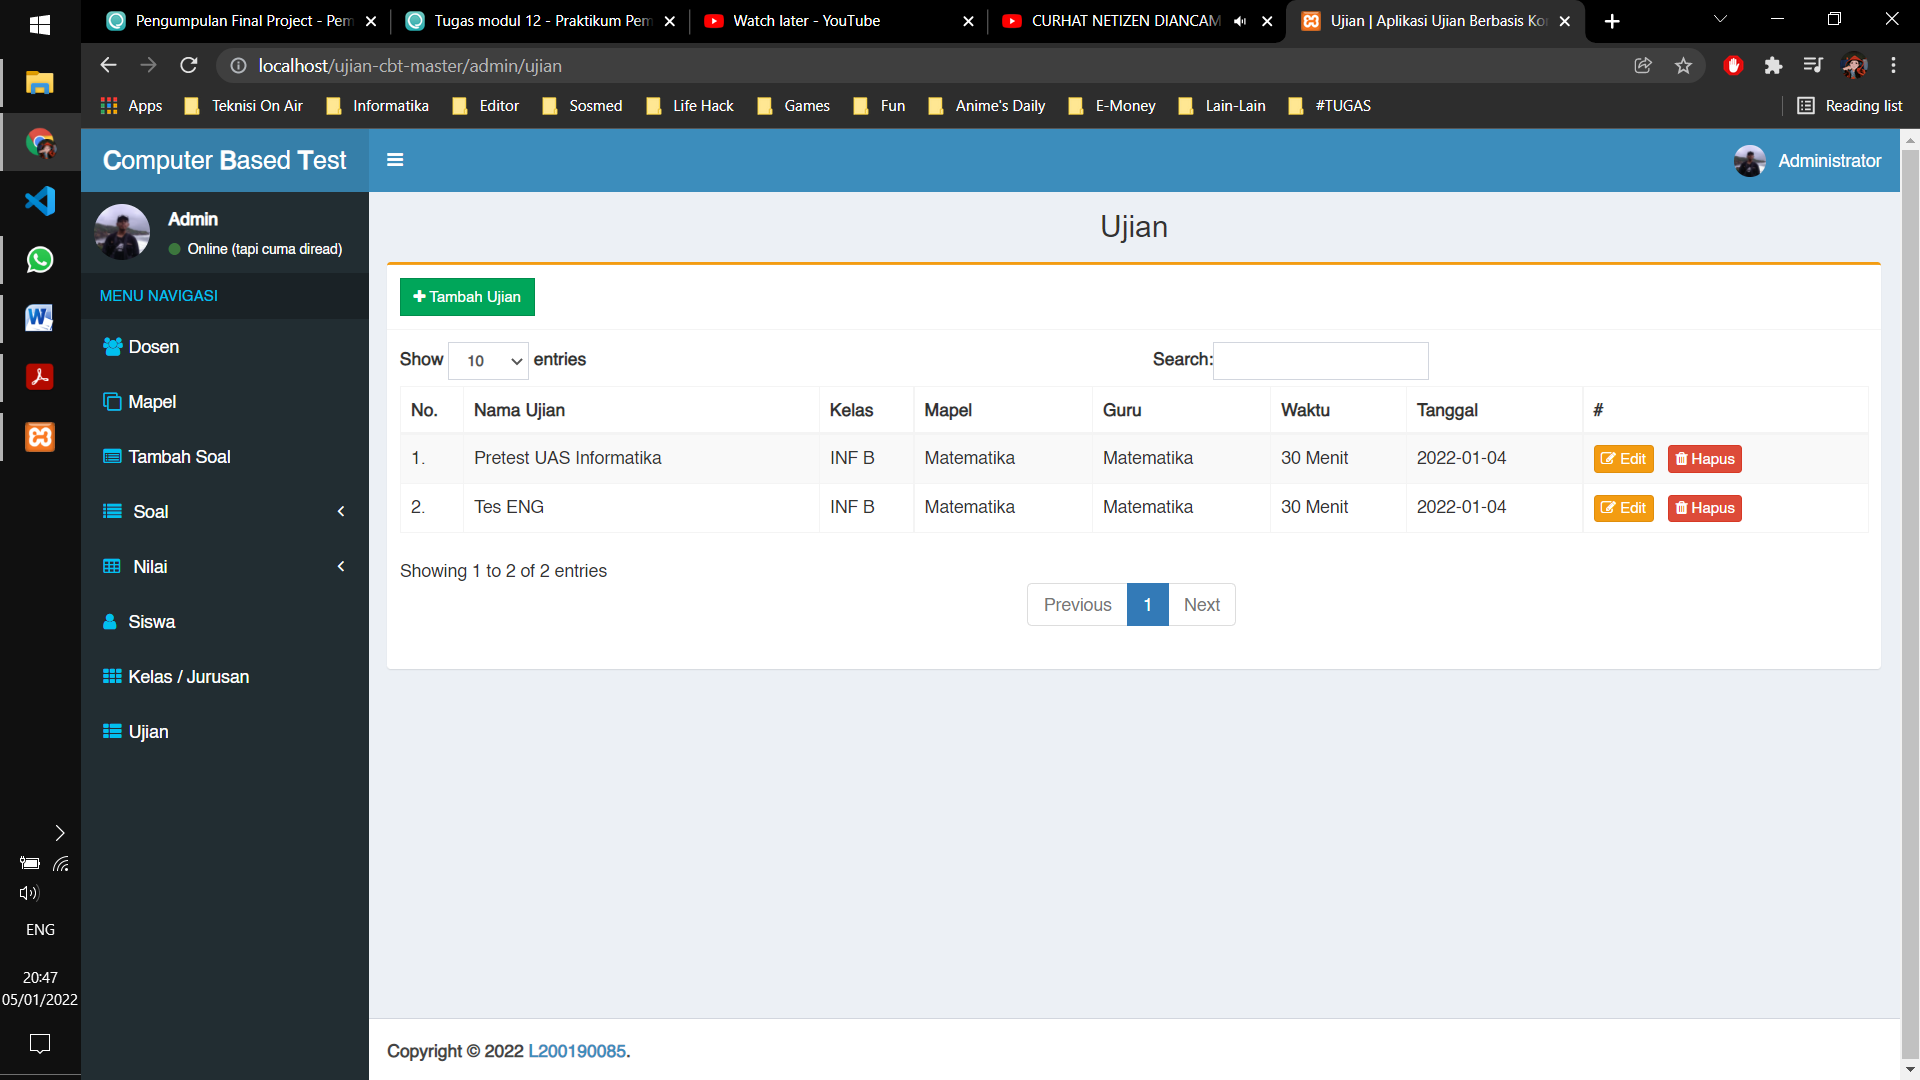 Pengumpulan Final Project - Pem
Tugas modul 12 - Praktikum Pem
Watch later - YouTube
CURHAT NETIZEN DIANCAM
Ujian | Aplikasi Ujian Berbasis Ko
localhost/ujian-cbt-master/admin/ujian
Apps Teknisi On Air Informatika Editor Sosmed Life Hack Games Fun Anime's Daily E-Money Lain-Lain #TUGAS Reading list
Computer Based Test
Administrator
Admin
Online (tapi cuma diread)
MENU NAVIGASI
Dosen
Mapel
Tambah Soal
Soal
Nilai
Siswa
Kelas / Jurusan
Ujian
Ujian
Tambah Ujian
Show 10 entries
Search:
No. Nama Ujian Kelas Mapel Guru Waktu Tanggal #
1. Pretest UAS Informatika INF B Matematika Matematika 30 Menit 2022-01-04 Edit Hapus
2. Tes ENG INF B Matematika Matematika 30 Menit 2022-01-04 Edit Hapus
Showing 1 to 2 of 2 entries
Previous 1 Next
Copyright © 2022 L200190085.
ENG
20:47
05/01/2022